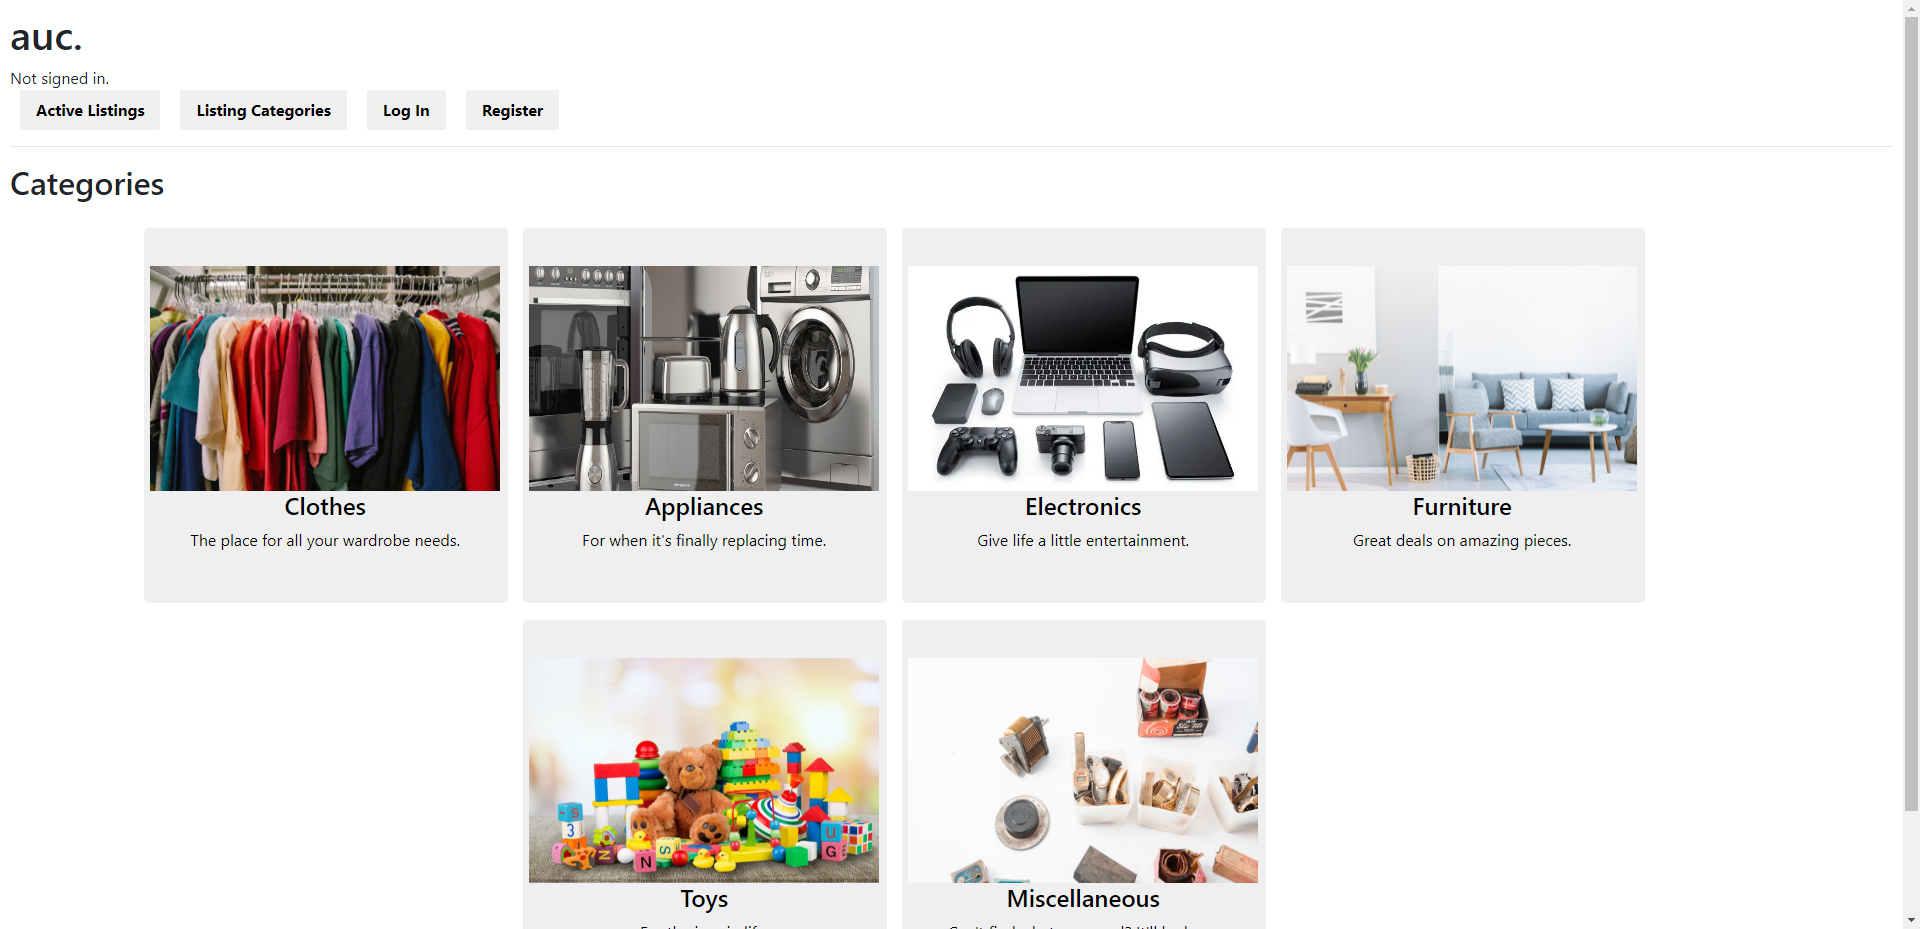 auc.
Not signed in.
Active Listings
Listing Categories
Log In
Register
Categories
Clothes
Appliances
Electronics
Furniture
The place for all your wardrobe needs.
For when it's finally replacing time.
Give life a little entertainment.
Great deals on amazing pieces.
S
3
Z
N
N
S
U
G
Toys
Miscellaneous